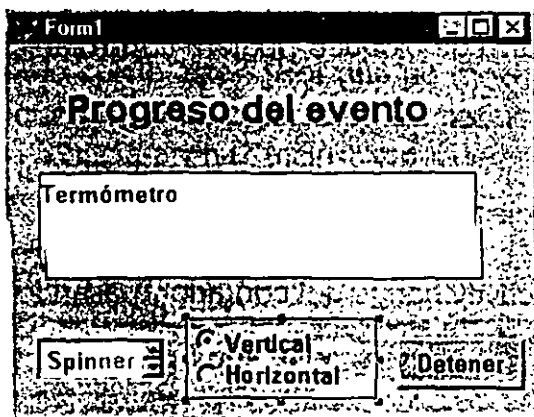 Form1
Progreso del evento
Termómetro
Spinner
Vertical
Horizontal
Detener